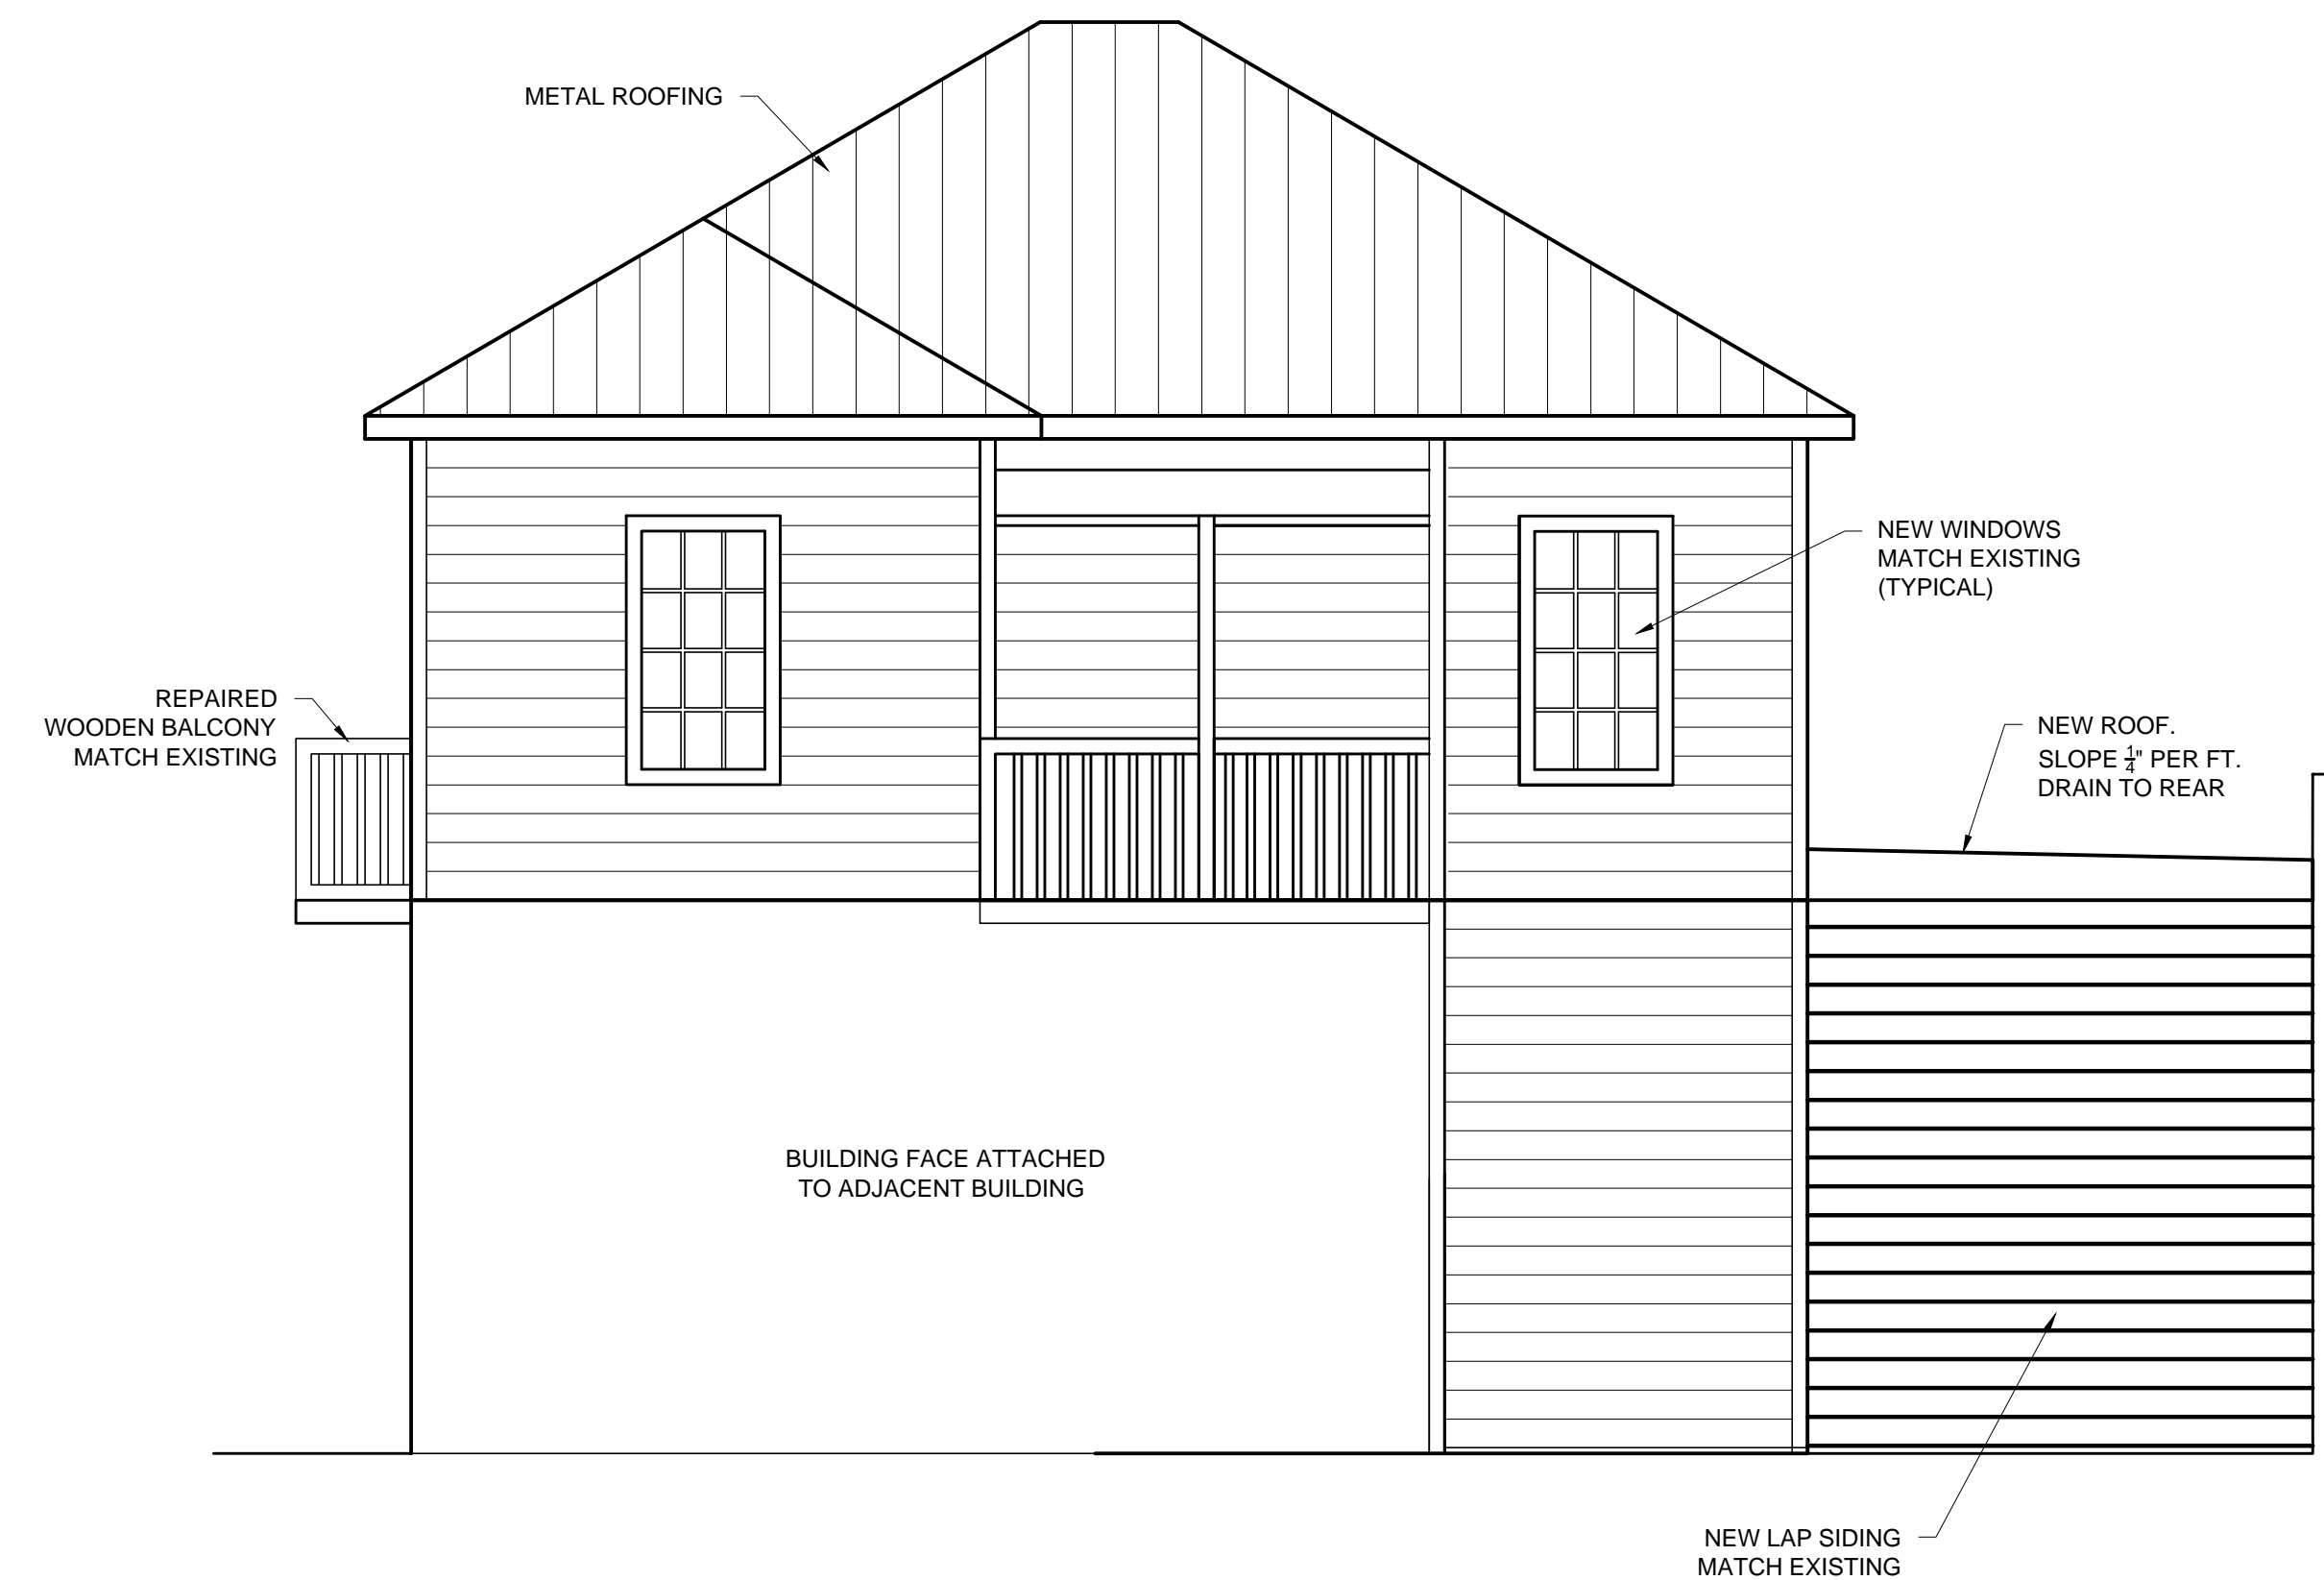 METAL ROOFING
NEW WINDOWS
MATCH EXISTING
(TYPICAL)
REPAIRED
WOODEN BALCONY
MATCH EXISTING
NEW ROOF.
SLOPE 1/4" PER FT.
DRAIN TO REAR
BUILDING FACE ATTACHED
TO ADJACENT BUILDING
NEW LAP SIDING
MATCH EXISTING